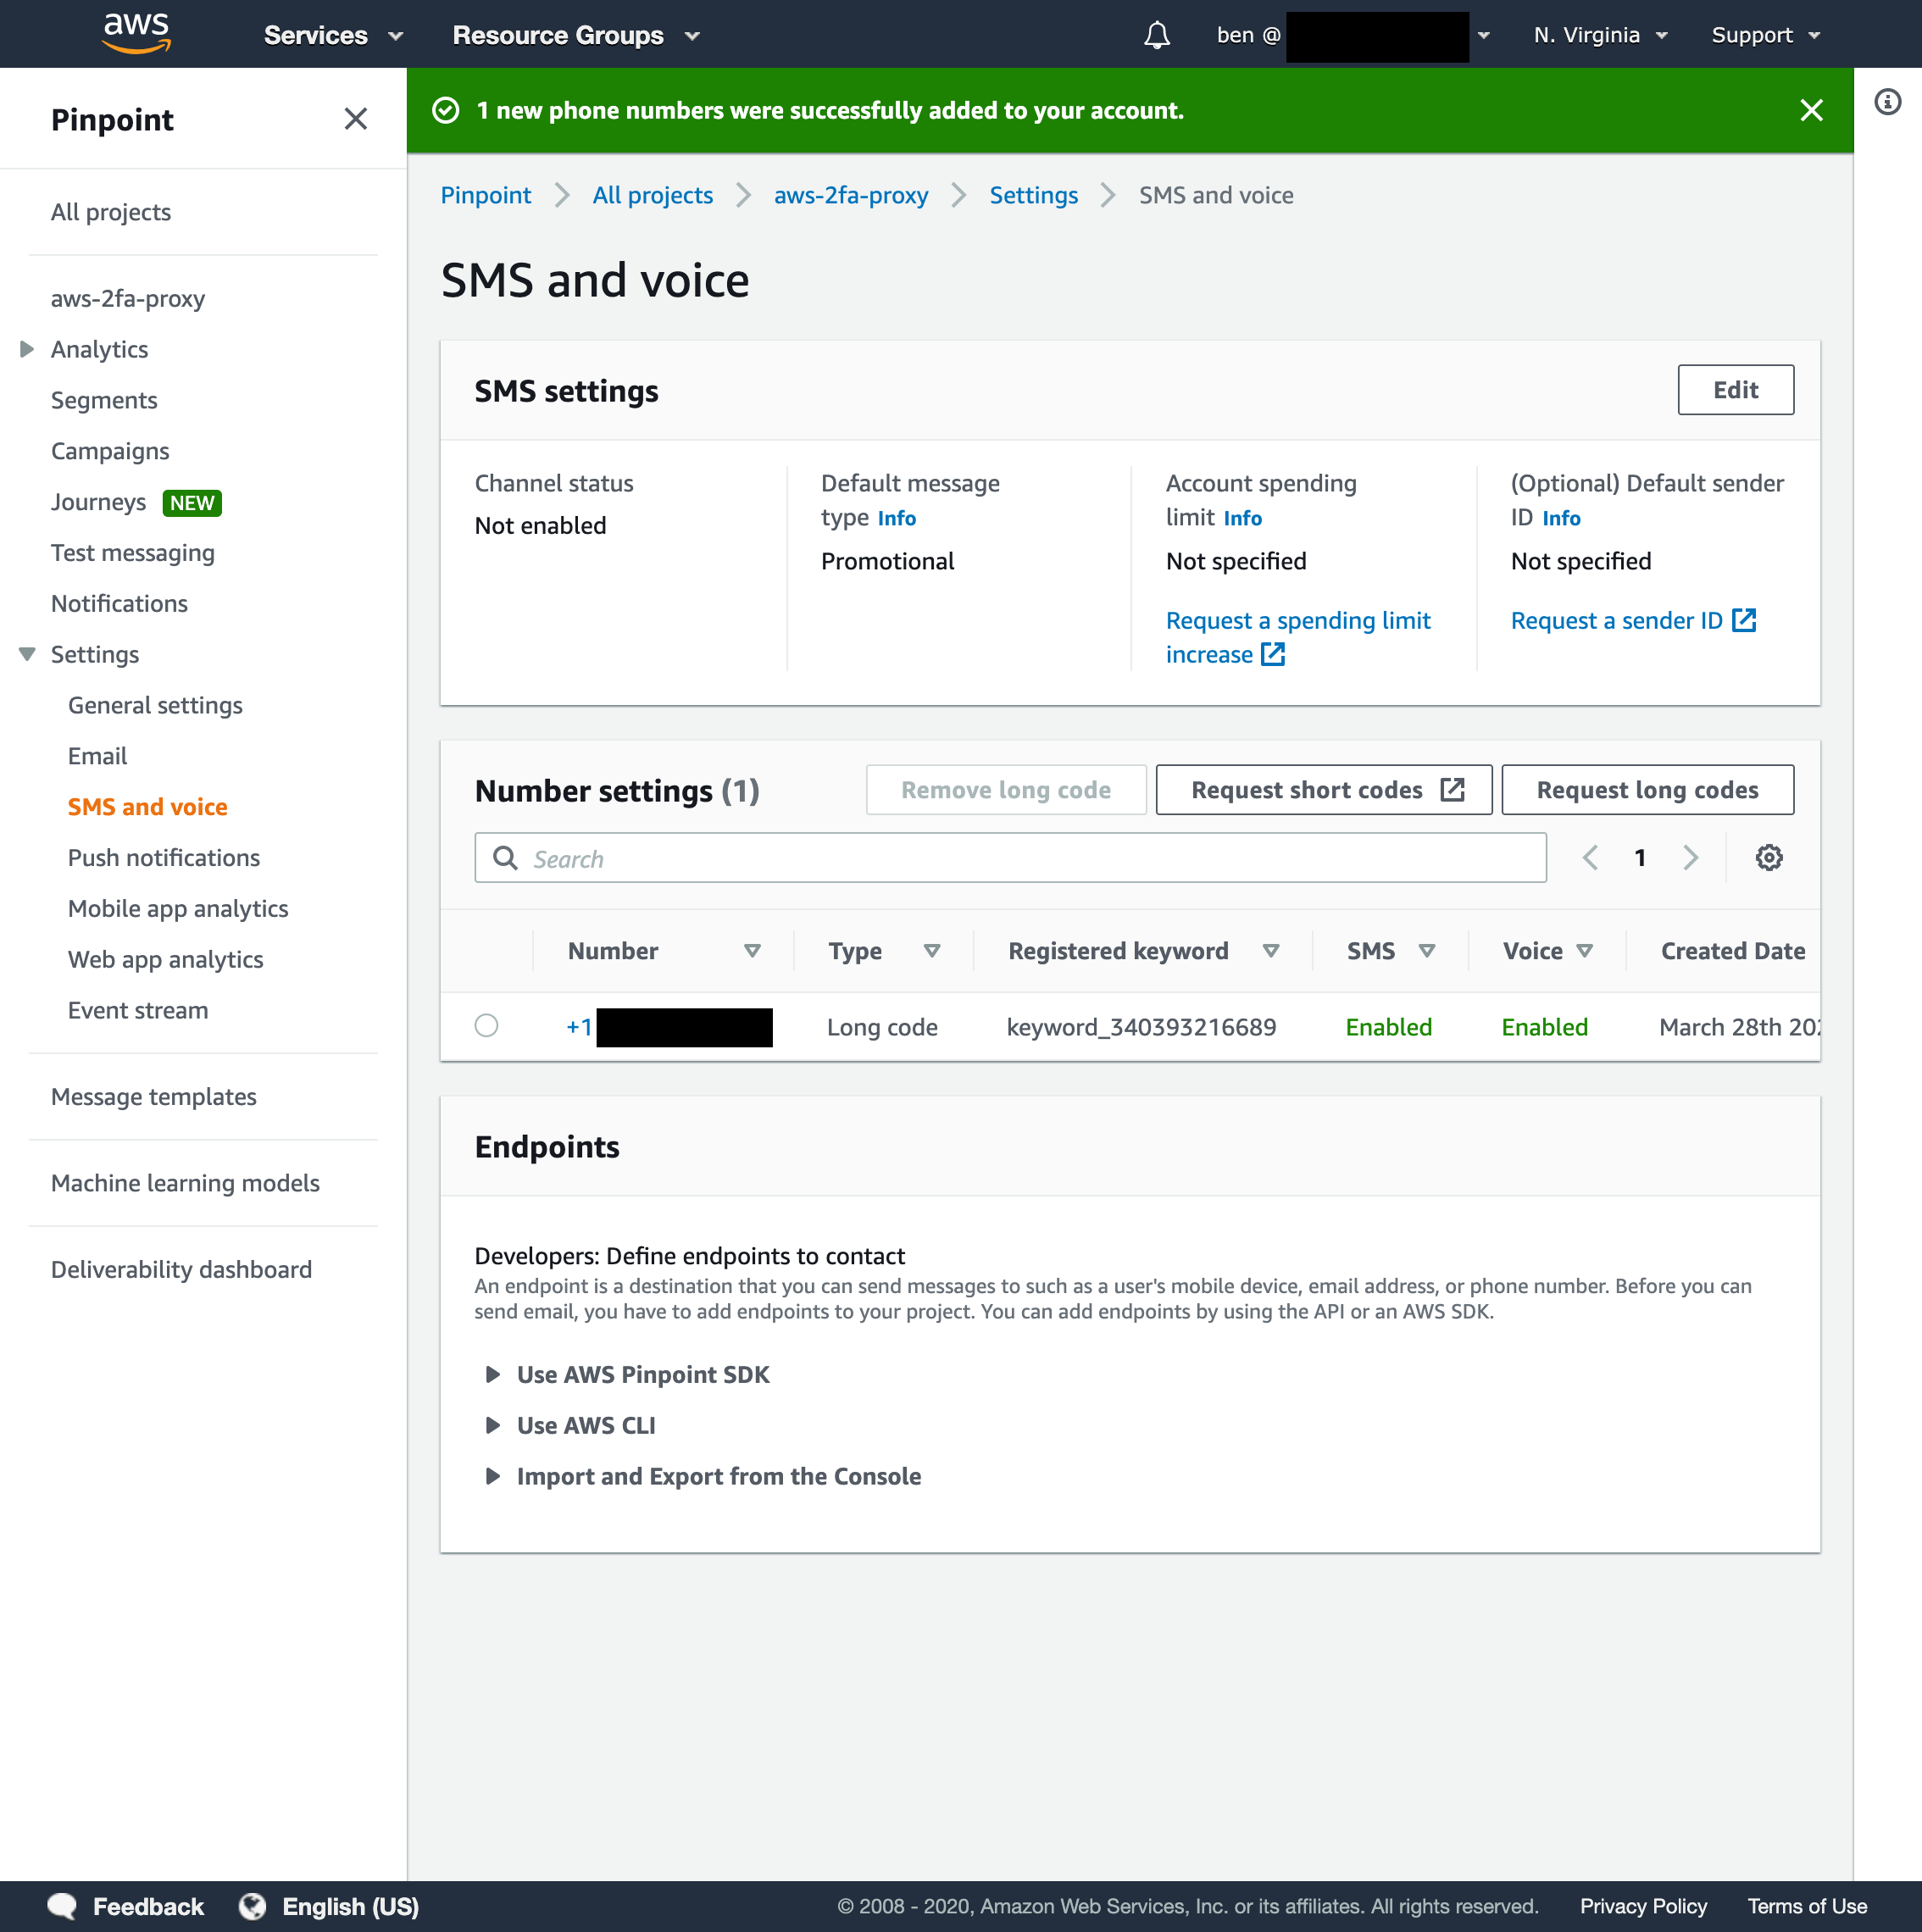 aws
Services
Resource Groups
ben @
N. Virginia
Support
Pinpoint
All projects
aws-2fa-proxy
Analytics
Segments
Campaigns
Journeys NEW
Test messaging
Notifications
Settings
General settings
Email
SMS and voice
Push notifications
Mobile app analytics
Web app analytics
Event stream
Message templates
Machine learning models
Deliverability dashboard
1 new phone numbers were successfully added to your account.
Pinpoint
All projects
aws-2fa-proxy
Settings
SMS and voice
SMS and voice
SMS settings
Edit
Channel status
Not enabled
Default message
type Info
Promotional
Account spending
limit Info
Not specified
Request a spending limit
increase
(Optional) Default sender
ID Info
Not specified
Request a sender ID
Number settings (1)
Remove long code
Request short codes
Request long codes
Search
1
Number
Type
Registered keyword
SMS
Voice
Created Date
+1
Long code
keyword_340393216689
Enabled
Enabled
March 28th
Endpoints
Developers: Define endpoints to contact
An endpoint is a destination that you can send messages to such as a user's mobile device, email address, or phone number. Before you can
send email, you have to add endpoints to your project. You can add endpoints by using the API or an AWS SDK.
Use AWS Pinpoint SDK
Use AWS CLI
Import and Export from the Console
Feedback
English (US)
© 2008 - 2020, Amazon Web Services, Inc. or its affiliates. All rights reserved.
Privacy Policy
Terms of Use